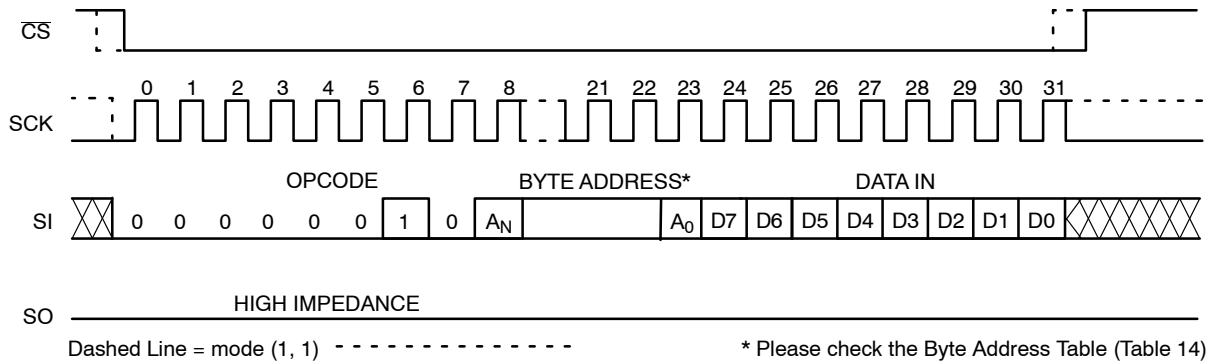 CS
0 1 2 3 4 5 6 7 8 21 22 23 24 25 26 27 28 29 30 31
SCK
OPCODE BYTE ADDRESS* DATA IN
SI 0 0 0 0 0 0 1 0 AN A0 D7 D6 D5 D4 D3 D2 D1 D0
HIGH IMPEDANCE
SO
Dashed Line = mode (1, 1) * Please check the Byte Address Table (Table 14)